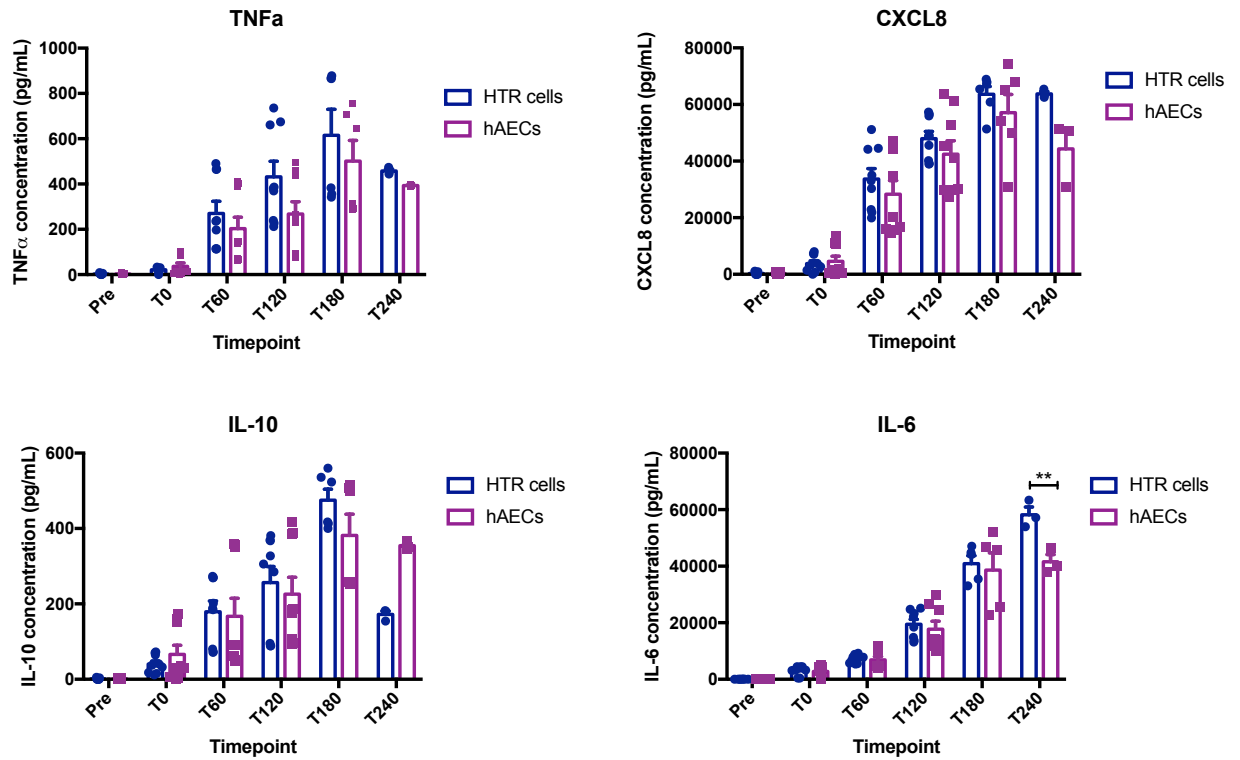 TNFa
TNFα concentration (pg/mL)
1000
800
600
400
200
0
Pre
T0
T60
T120
T180
T240
Timepoint
HTR cells
hAECs
CXCL8
CXCL8 concentration (pg/mL)
80000
60000
40000
20000
0
Pre
T0
T60
T120
T180
T240
Timepoint
HTR cells
hAECs
IL-10
IL-10 concentration (pg/mL)
600
400
200
0
Pre
T0
T60
T120
T180
T240
Timepoint
HTR cells
hAECs
IL-6
IL-6 concentration (pg/mL)
80000
60000
40000
20000
0
Pre
T0
T60
T120
T180
T240
Timepoint
**
HTR cells
hAECs